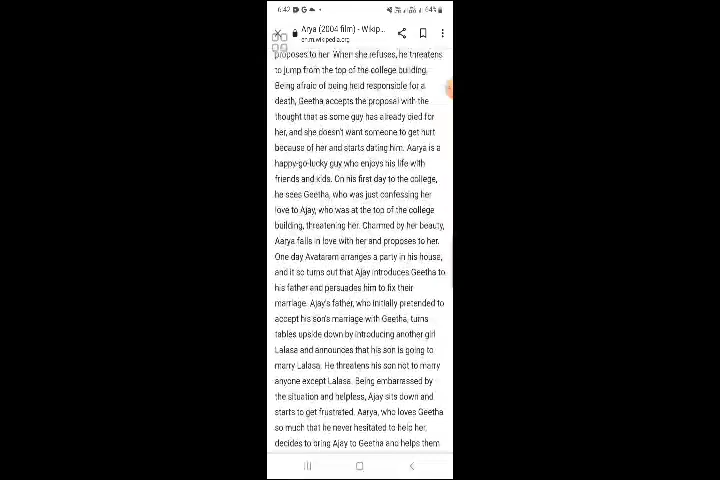 6:42
64%
Arya (2004 film) - Wikip...
en.m.wikipedia.org
proposes to her. When she refuses, he threatens
to jump from the top of the college building.
Being afraid of being held responsible for a
death, Geetha accepts the proposal with the
thought that as some guy has already died for
her, and she doesn't want someone to get hurt
because of her and starts dating him. Aarya is a
happy-go-lucky guy who enjoys his life with
friends and kids. On his first day to the college,
he sees Geetha, who was just confessing her
love to Ajay, who was at the top of the college
building, threatening her. Charmed by her beauty,
Aarya falls in love with her and proposes to her.
One day Avataram arranges a party in his house,
and it so turns out that Ajay introduces Geetha to
his father and persuades him to fix their
marriage. Ajay's father, who initially pretended to
accept his son's marriage with Geetha, turns
tables upside down by introducing another girl
Lalasa and announces that his son is going to
marry Lalasa. He threatens his son not to marry
anyone except Lalasa. Being embarrassed by
the situation and helpless, Ajay sits down and
starts to get frustrated. Aarya, who loves Geetha
so much that he never hesitated to help her,
decides to bring Ajay to Geetha and helps them